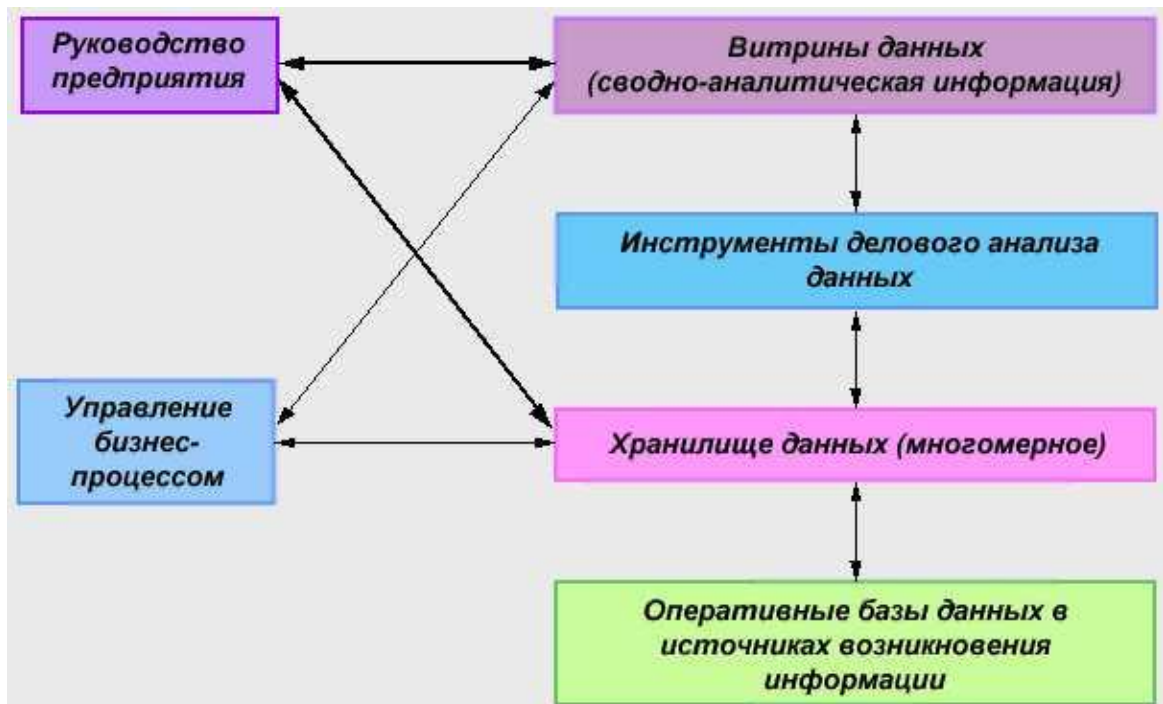 Руководство
предприятия
Витрины данных
(сводно-аналитическая информация)
Инструменты делового анализа
данных
Управление
бизнес-
процессом
Хранилище данных (многомерное)
Оперативные базы данных в
источниках возникновения
информации